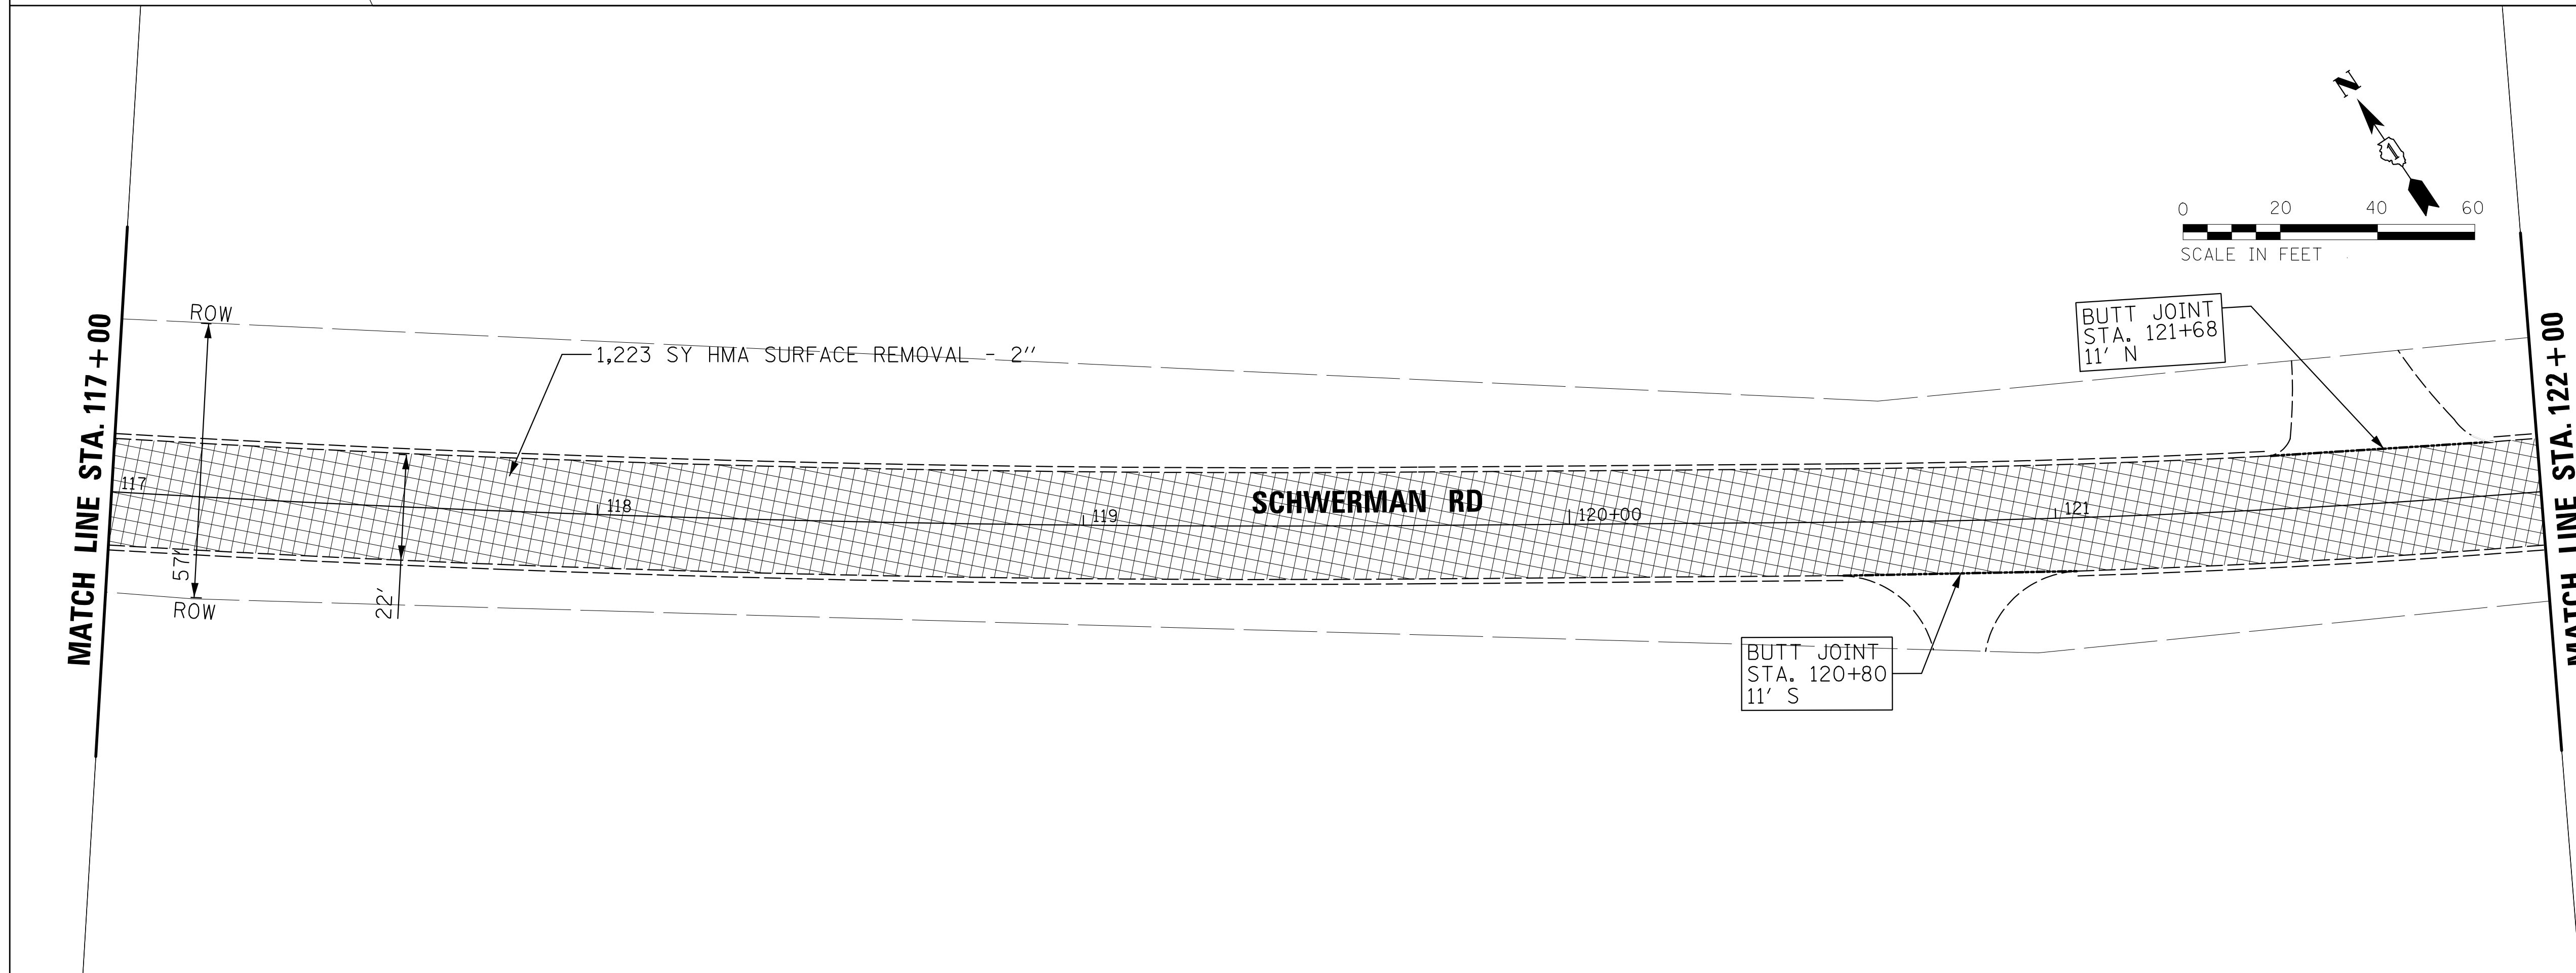 N
1
0 20 40 60
SCALE IN FEET
MATCH LINE STA. 117+00
ROW
57'
ROW
1,223 SY HMA SURFACE REMOVAL - 2"
22'
117
118
119
SCHWERMAN RD
120+00
121
BUTT JOINT
STA. 121+68
11' N
BUTT JOINT
STA. 120+80
11' S
MATCH LINE STA. 122+00